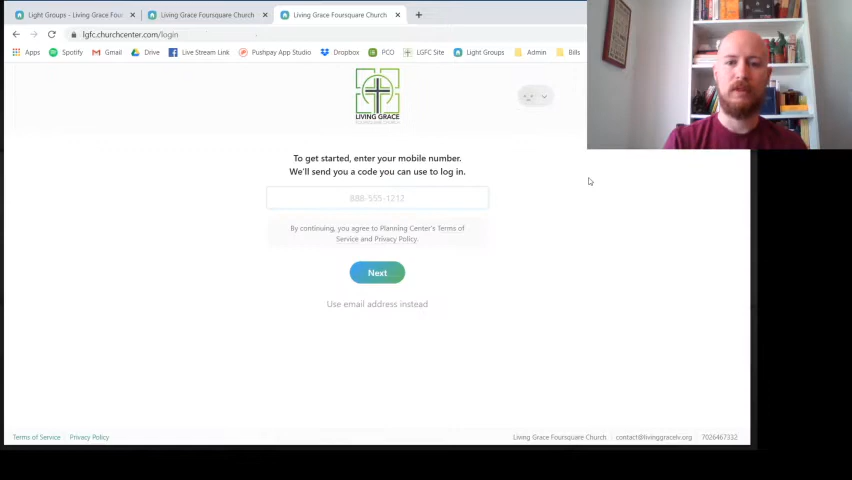 Light Groups - Living Grace Four
Living Grace Foursquare Church
Living Grace Foursquare Church
lgfc.churchcenter.com/login
Apps
Spotify
Gmail
Drive
Live Stream Link
Pushpay App Studio
Dropbox
PCO
LGFC Site
Light Groups
Admin
Bills
LIVING GRACE
FOURSQUARE CHURCH
To get started, enter your mobile number.
We'll send you a code you can use to log in.
888-555-1212
By continuing, you agree to Planning Center's Terms of
Service and Privacy Policy.
Next
Use email address instead
Terms of Service
Privacy Policy
Living Grace Foursquare Church
contact@livinggracelv.org
7026467332